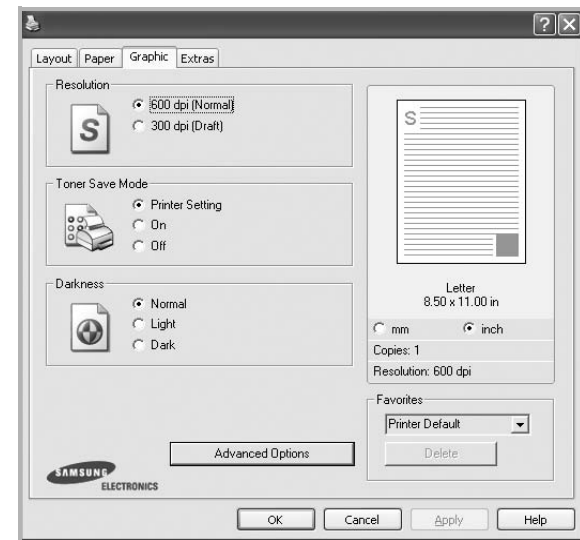 Layout Paper Graphic Extras
Resolution
600 dpi (Normal)
300 dpi (Draft)
S
Toner Save Mode
Printer Setting
On
Off
Darkness
Normal
Light
Dark
Advanced Options
SAMSUNG
ELECTRONICS
S
Letter
8.50 x 11.00 in
mm inch
Copies: 1
Resolution: 600 dpi
Favorites
Printer Default
Delete
OK Cancel Apply Help